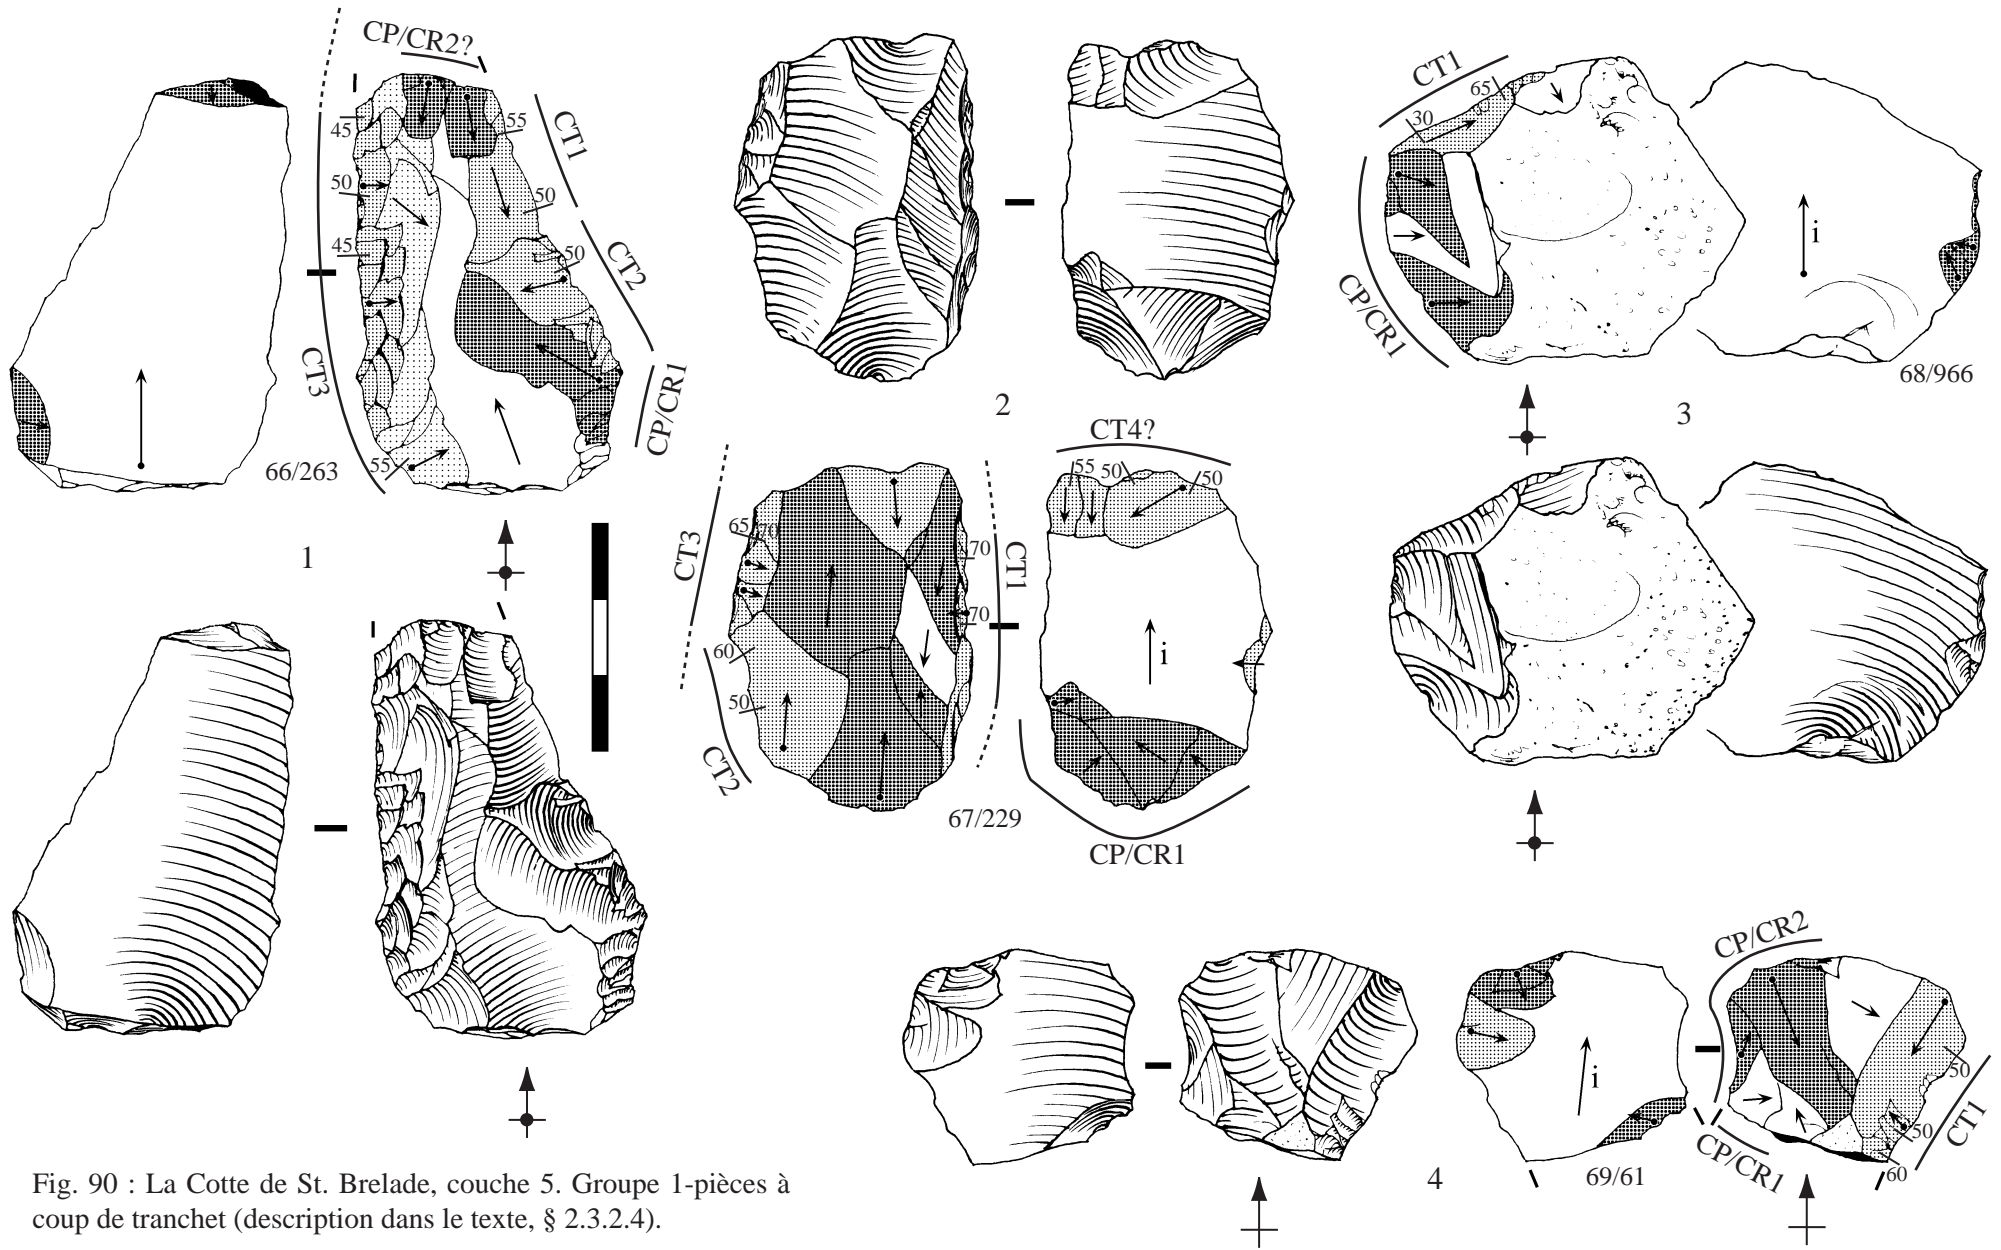 CP/CR2?
45
50
45
55
CT3
55
50
CT1
50
CT2
CP/CR1
66/263
1
2
CT1
65
30
CP/CR1
i
68/966
3
CT4?
55
50
50
CT3
65
70
60
50
CT2
70
70
CT1
i
67/229
CP/CR1
4
i
69/61
CP/CR2
50
50
60
CT1
CP/CR1
Fig. 90 : La Cotte de St. Brelade, couche 5. Groupe 1-pièces à
coup de tranchet (description dans le texte, § 2.3.2.4).